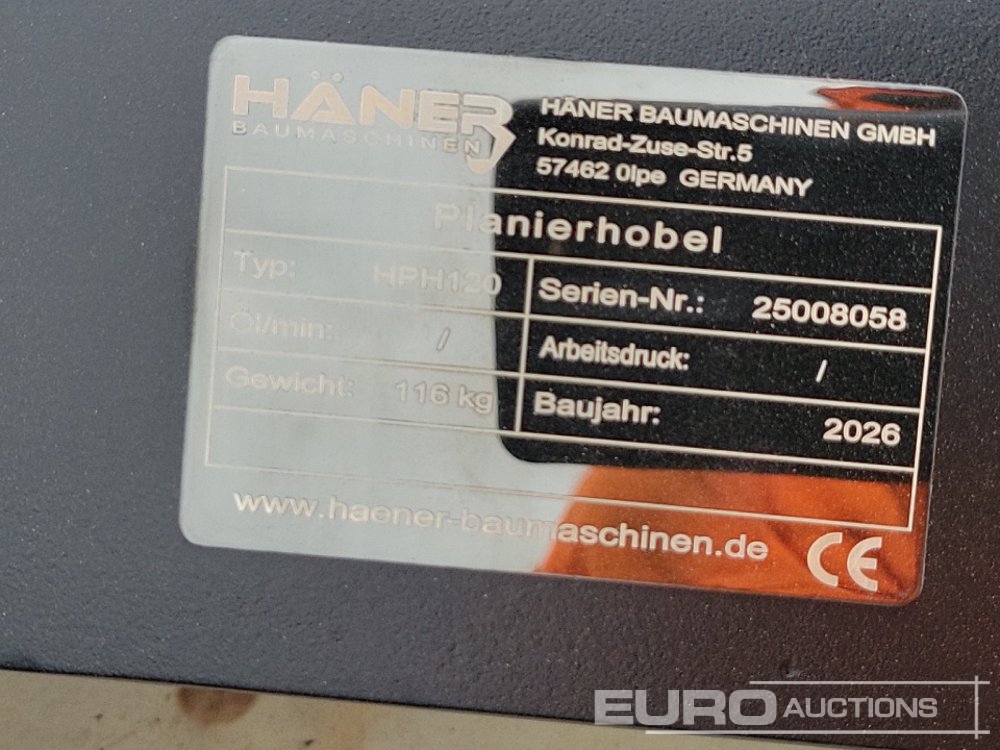 HÄNER
BAUMASCHINEN
HÄNER BAUMASCHINEN GMBH
Konrad-Zuse-Str.5
57462 Olpe GERMANY
Planierhobel
Typ: HPH120 Serien-Nr.: 25008058
Öl/min: / Arbeitsdruck: /
Gewicht: 116 kg Baujahr: 2026
www.haener-baumaschinen.de
CE
EURO AUCTIONS